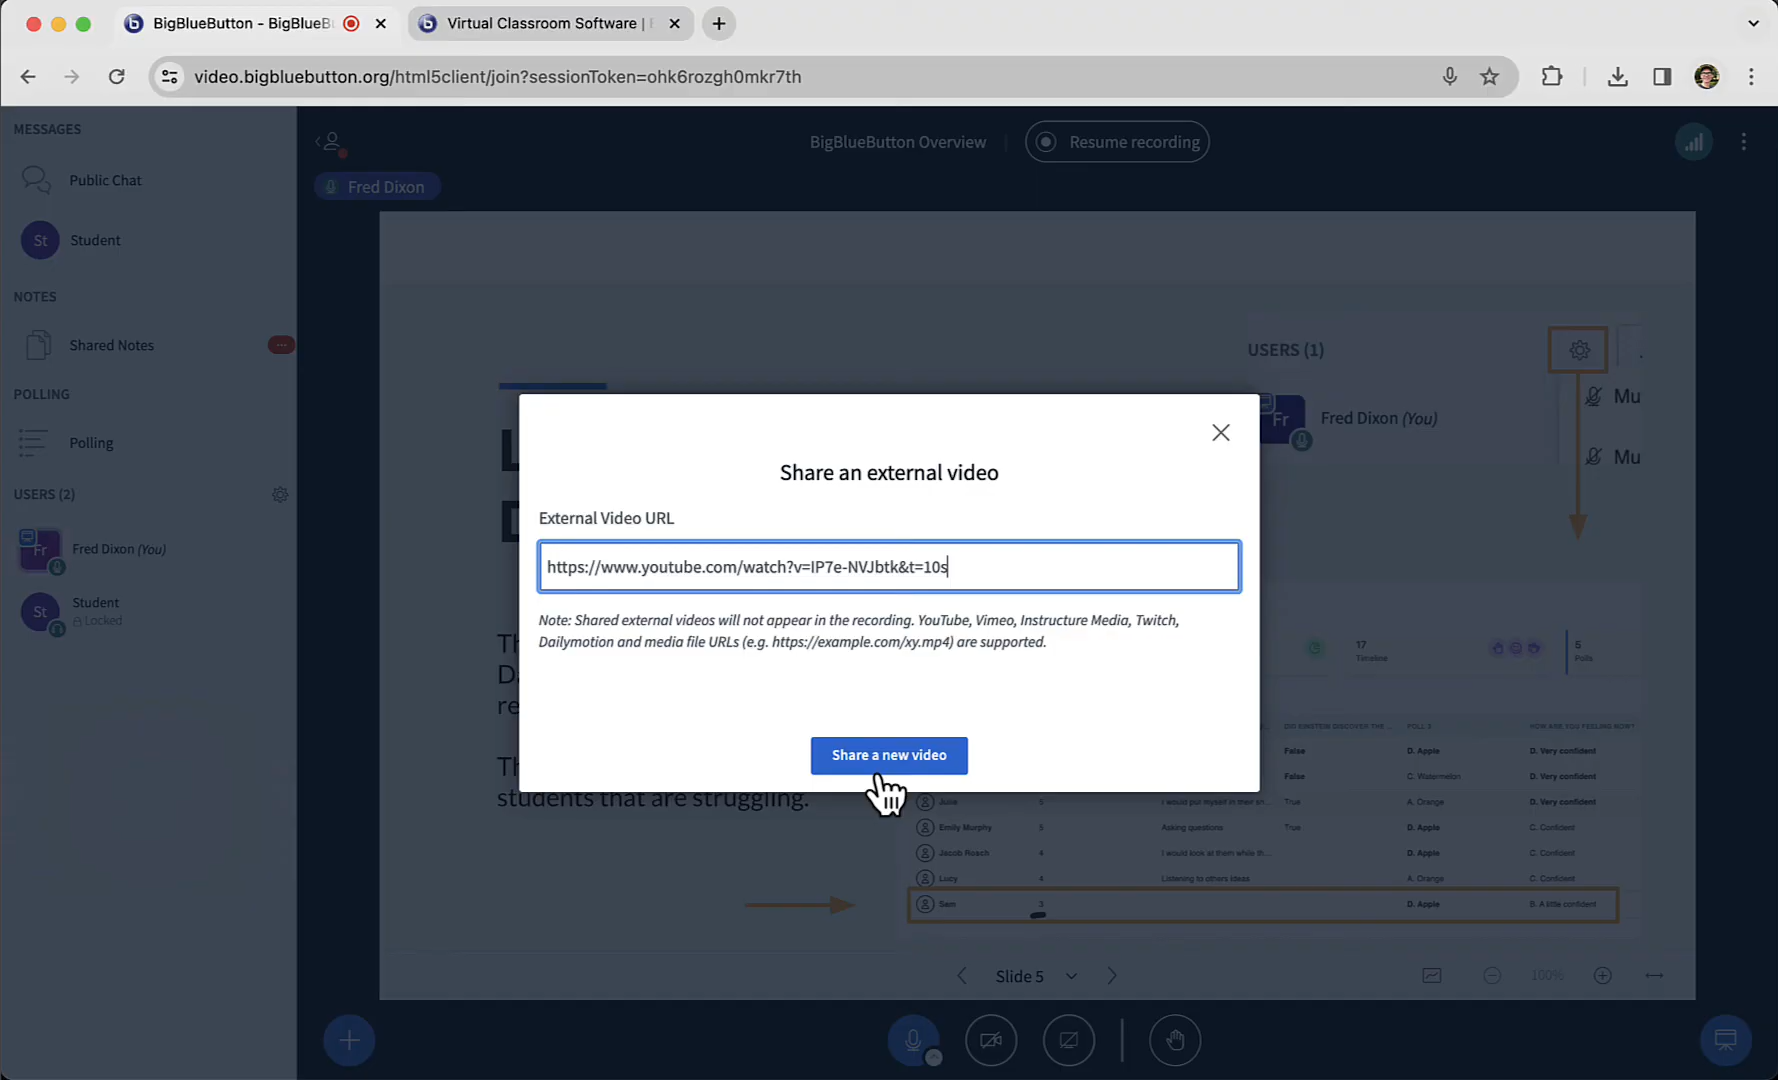 BigBlueButton - BigBlueB
Virtual Classroom Software |
video.bigbluebutton.org/html5client/join?sessionToken=ohk6rozgh0mkr7th
MESSAGES
Public Chat
St
Student
NOTES
Shared Notes
...
POLLING
Polling
USERS (2)
Fr
Fred Dixon (You)
St
Student
Locked
BigBlueButton Overview
Resume recording
Fred Dixon
USERS (1)
Fr
Fred Dixon (You)
Mu
Mu
Share an external video
External Video URL
https://www.youtube.com/watch?v=IP7e-NVJbtk&t=10s
Note: Shared external videos will not appear in the recording. YouTube, Vimeo, Instructure Media, Twitch,
Dailymotion and media file URLs (e.g. https://example.com/xy.mp4) are supported.
Share a new video
students that are struggling.
17
Timeline
5
Polls
DID EINSTEIN DISCOVER THE ...
POLL 3
HOW ARE YOU FEELING NOW?
False
D. Apple
D. Very confident
False
C. Watermelon
D. Very confident
Julie
5
I would put myself in their sh...
True
A. Orange
D. Very confident
Emily Murphy
5
Asking questions
True
D. Apple
C. Confident
Jacob Rosch
4
I would look at them while th...
D. Apple
C. Confident
Lucy
4
Listening to others ideas
A. Orange
C. Confident
Sam
3
D. Apple
B. A little confident
Slide 5
100%